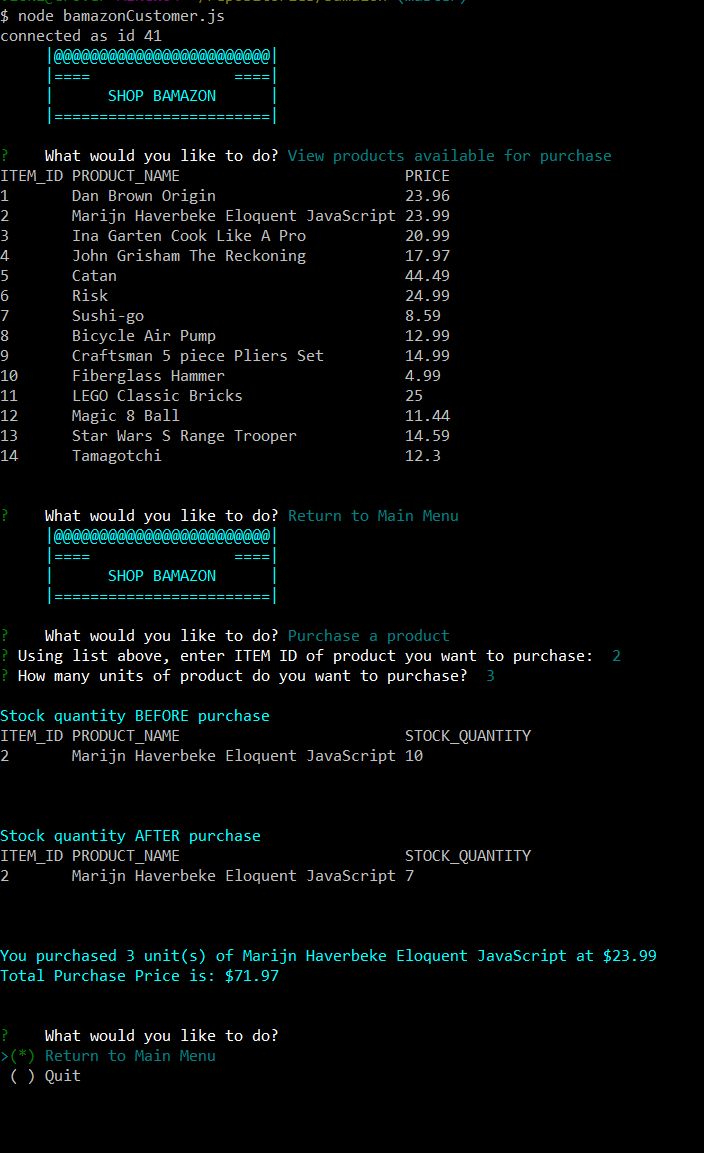 $ node bamazonCustomer.js
connected as id 41
|@@@@@@@@@@@@@@@@@@@@@@@@|
|====                ====|
|      SHOP BAMAZON      |
|========================|
?    What would you like to do? View products available for purchase
ITEM_ID PRODUCT_NAME                         PRICE
1       Dan Brown Origin                     23.96
2       Marijn Haverbeke Eloquent JavaScript 23.99
3       Ina Garten Cook Like A Pro           20.99
4       John Grisham The Reckoning           17.97
5       Catan                                44.49
6       Risk                                 24.99
7       Sushi-go                             8.59
8       Bicycle Air Pump                     12.99
9       Craftsman 5 piece Pliers Set         14.99
10      Fiberglass Hammer                    4.99
11      LEGO Classic Bricks                  25
12      Magic 8 Ball                         11.44
13      Star Wars S Range Trooper            14.59
14      Tamagotchi                           12.3
?    What would you like to do? Return to Main Menu
|@@@@@@@@@@@@@@@@@@@@@@@@|
|====                ====|
|      SHOP BAMAZON      |
|========================|
?    What would you like to do? Purchase a product
? Using list above, enter ITEM ID of product you want to purchase:  2
? How many units of product do you want to purchase?  3
Stock quantity BEFORE purchase
ITEM_ID PRODUCT_NAME                         STOCK_QUANTITY
2       Marijn Haverbeke Eloquent JavaScript 10
Stock quantity AFTER purchase
ITEM_ID PRODUCT_NAME                         STOCK_QUANTITY
2       Marijn Haverbeke Eloquent JavaScript 7
You purchased 3 unit(s) of Marijn Haverbeke Eloquent JavaScript at $23.99
Total Purchase Price is: $71.97
?    What would you like to do?
>(*) Return to Main Menu
( ) Quit